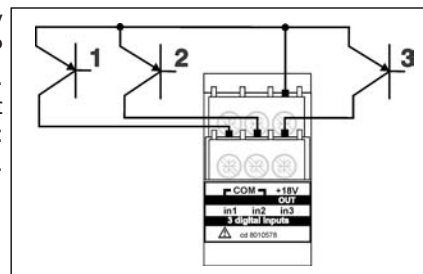 1 2 3
COM +18V
OUT
in1 in2 in3
3 digital inputs
cd 8010578